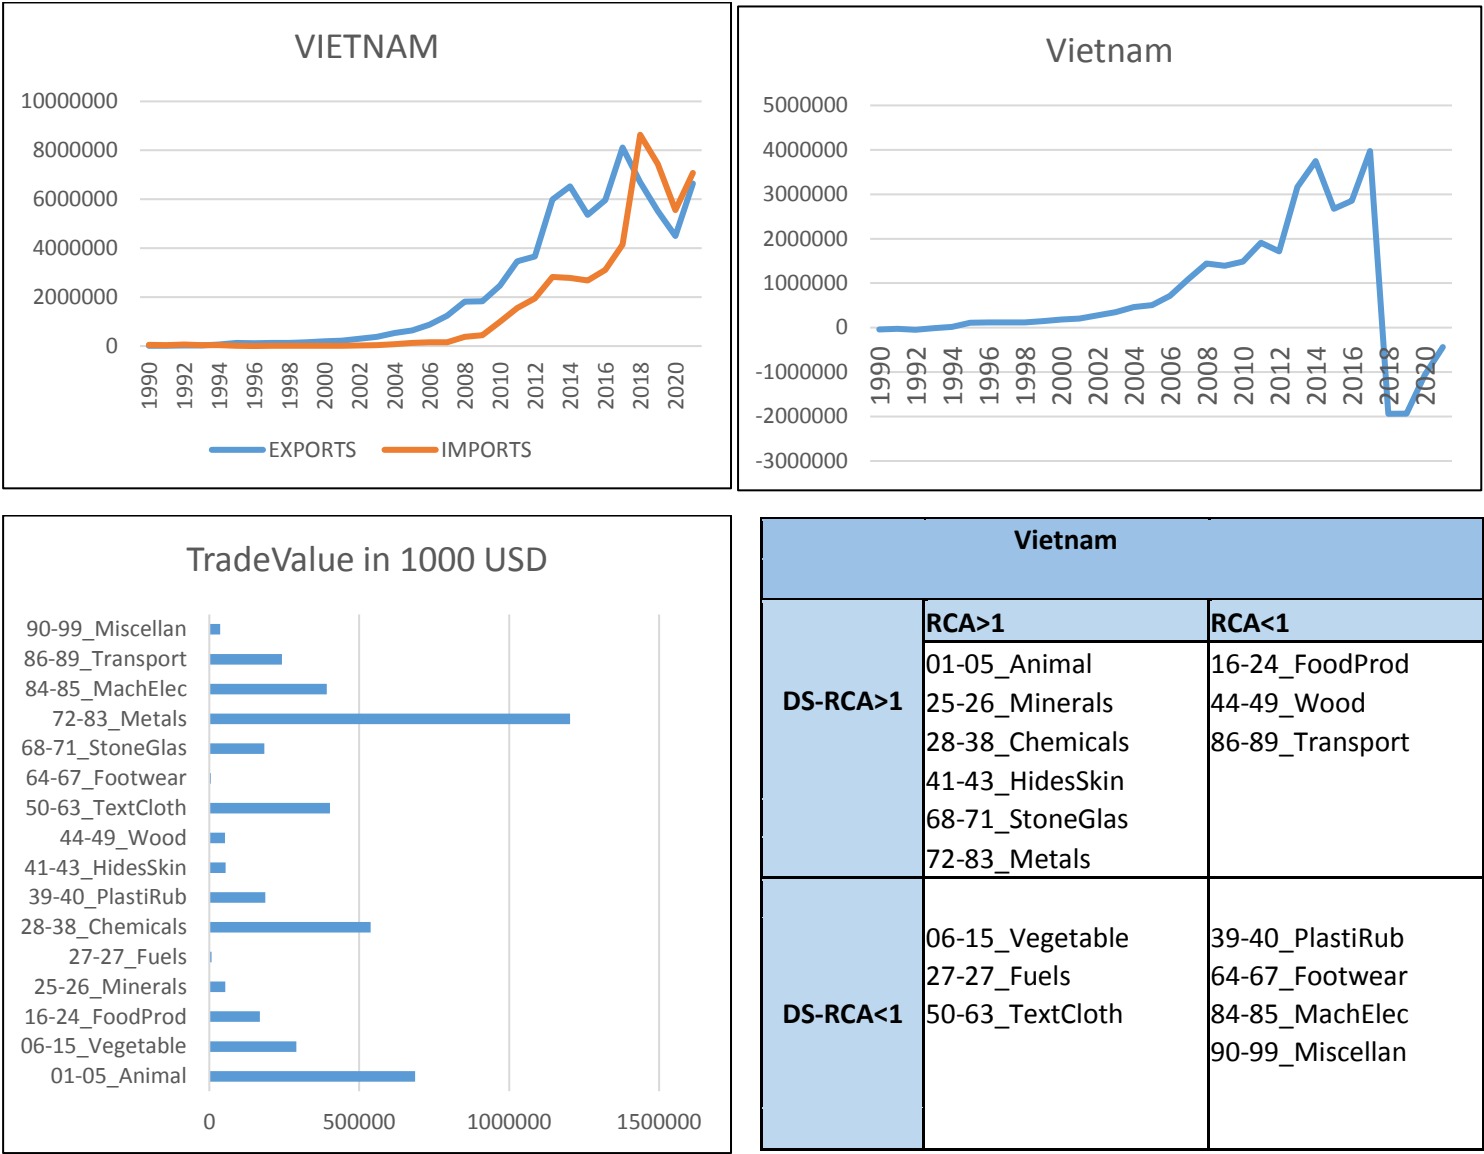 VIETNAM
10000000
8000000
6000000
4000000
2000000
0
1990
1992
1994
1996
1998
2000
2002
2004
2006
2008
2010
2012
2014
2016
2018
2020
EXPORTS IMPORTS
Vietnam
5000000
4000000
3000000
2000000
1000000
0
-1000000
-2000000
-3000000
1990
1992
1994
1996
1998
2000
2002
2004
2006
2008
2010
2012
2014
2016
2018
2020
TradeValue in 1000 USD
90-99_Miscellan
86-89_Transport
84-85_MachElec
72-83_Metals
68-71_StoneGlas
64-67_Footwear
50-63_TextCloth
44-49_Wood
41-43_HidesSkin
39-40_PlastiRub
28-38_Chemicals
27-27_Fuels
25-26_Minerals
16-24_FoodProd
06-15_Vegetable
01-05_Animal
0 500000 1000000 1500000
Vietnam
RCA>1 RCA<1
DS-RCA>1
01-05_Animal
25-26_Minerals
28-38_Chemicals
41-43_HidesSkin
68-71_StoneGlas
72-83_Metals
16-24_FoodProd
44-49_Wood
86-89_Transport
DS-RCA<1
06-15_Vegetable
27-27_Fuels
50-63_TextCloth
39-40_PlastiRub
64-67_Footwear
84-85_MachElec
90-99_Miscellan